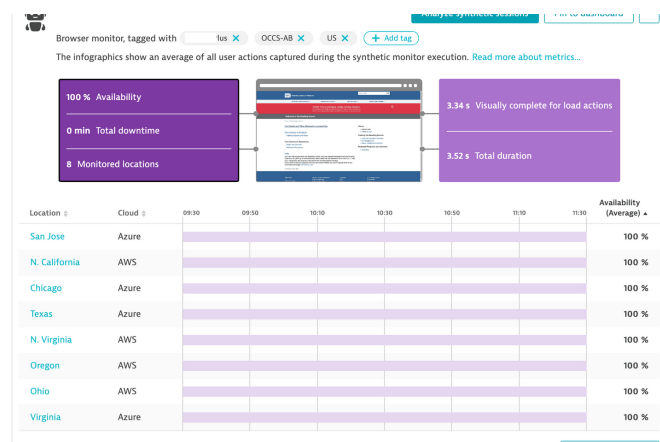 Analyze synthetic sessions
Pin to dashboard
Browser monitor, tagged with lus X OCCS-AB X US X + Add tag
The infographics show an average of all user actions captured during the synthetic monitor execution. Read more about metrics...
100 % Availability
0 min Total downtime
8 Monitored locations
3.34 s Visually complete for load actions
3.52 s Total duration
Location Cloud 09:30 09:50 10:10 10:30 10:50 11:10 11:30 Availability (Average)
San Jose Azure 100 %
N. California AWS 100 %
Chicago Azure 100 %
Texas Azure 100 %
N. Virginia AWS 100 %
Oregon AWS 100 %
Ohio AWS 100 %
Virginia Azure 100 %